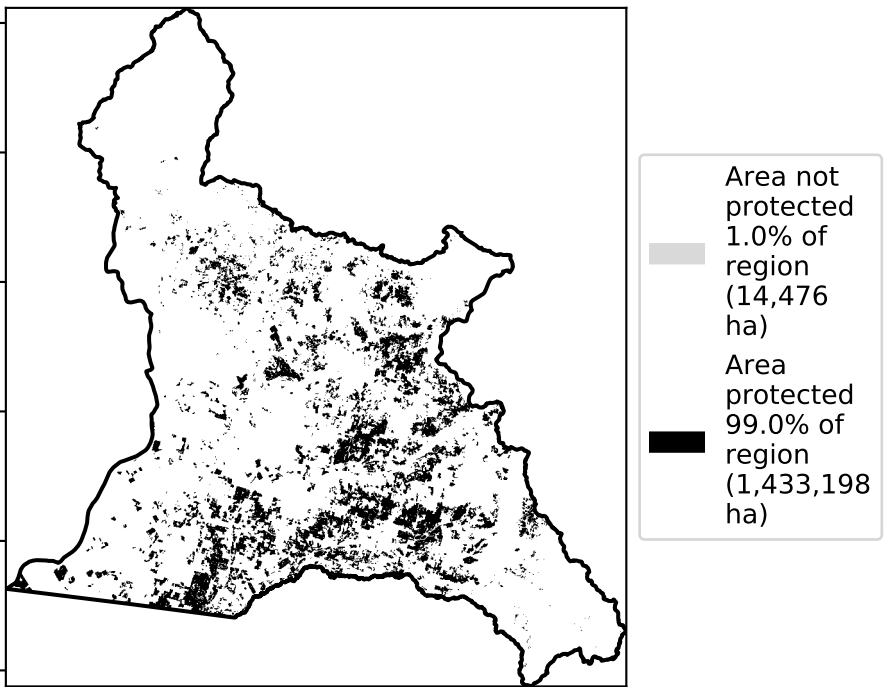 Area not
protected
1.0% of
region
(14,476
ha)
Area
protected
99.0% of
region
(1,433,198
ha)